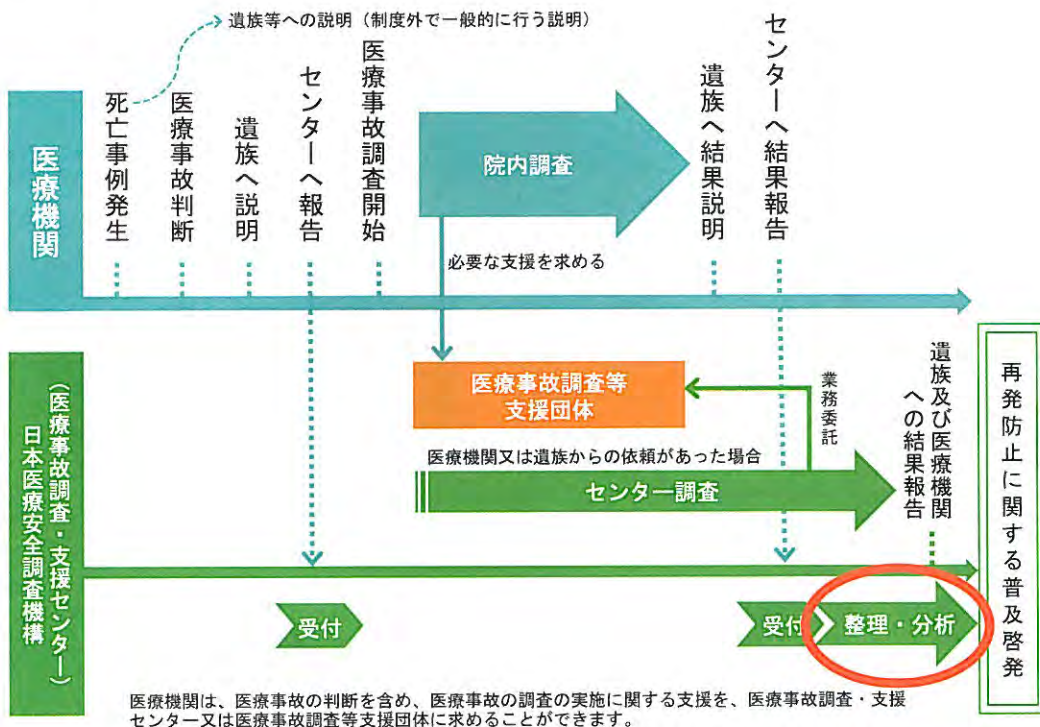 遺族等への説明（制度外で一般的に行う説明）
医療機関
死亡事例発生
医療事故判断
遺族へ説明
センターへ報告
医療事故調査開始
院内調査
遺族へ結果説明
センターへ結果報告
必要な支援を求める
医療事故調査等
支援団体
業務委託
医療機関又は遺族からの依頼があった場合
センター調査
遺族及び医療機関
への結果報告
再発防止に関する普及啓発
（医療事故調査・支援センター）
日本医療安全調査機構
受付
受付
整理・分析
医療機関は、医療事故の判断を含め、医療事故の調査の実施に関する支援を、医療事故調査・支援
センター又は医療事故調査等支援団体に求めることができます。